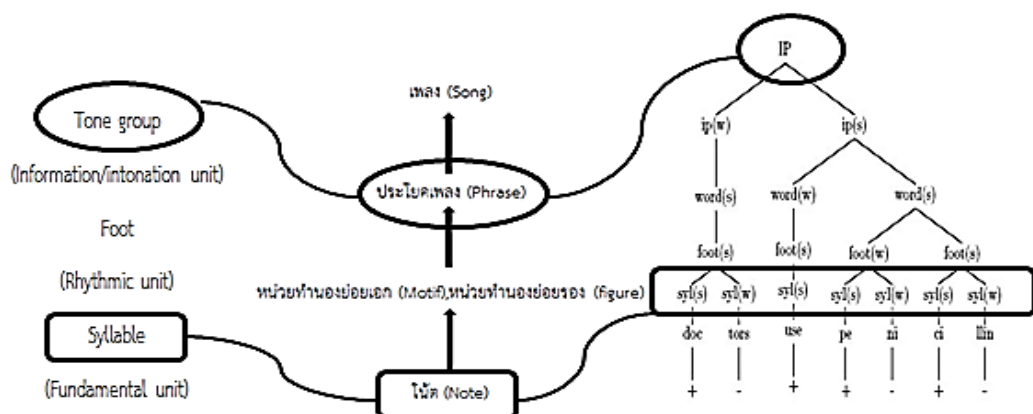 Tone group
(Information/intonation unit)
Foot
(Rhythmic unit)
Syllable
(Fundamental unit)
เพลง (Song)
ประโยคเพลง (Phrase)
หน่วยทำนองย่อยเอก (Motif),หน่วยทำนองย่อยรอง (figure)
โน้ต (Note)
IP
ip(w) ip(s)
word(s) word(w) word(s)
foot(s) foot(s) foot(w) foot(s)
syl(s) syl(w) syl(s) syl(s) syl(w) syl(s) syl(w)
doc tors use pe ni ci llin
+ - + + - + -